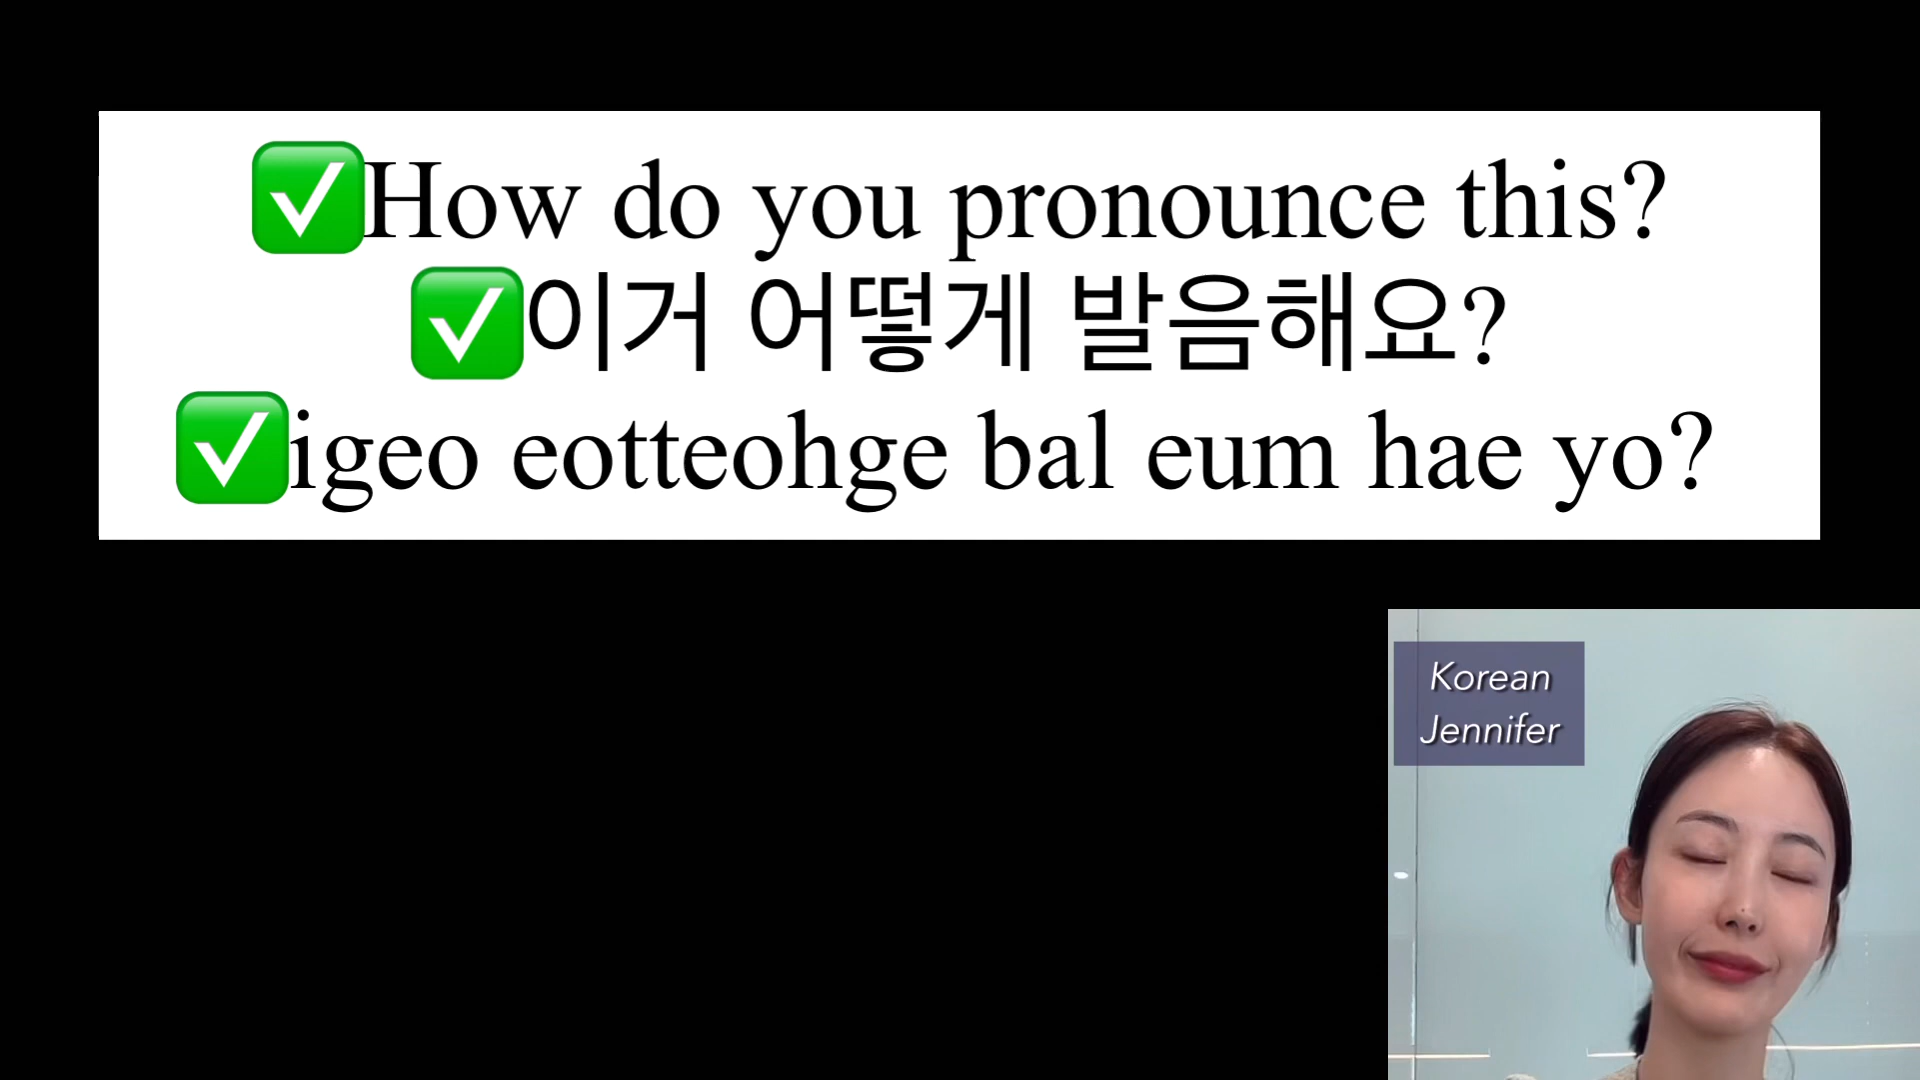 ✅How do you pronounce this?
✅이거 어떻게 발음해요?
✅igeo eotteohge bal eum hae yo?
Korean
Jennifer